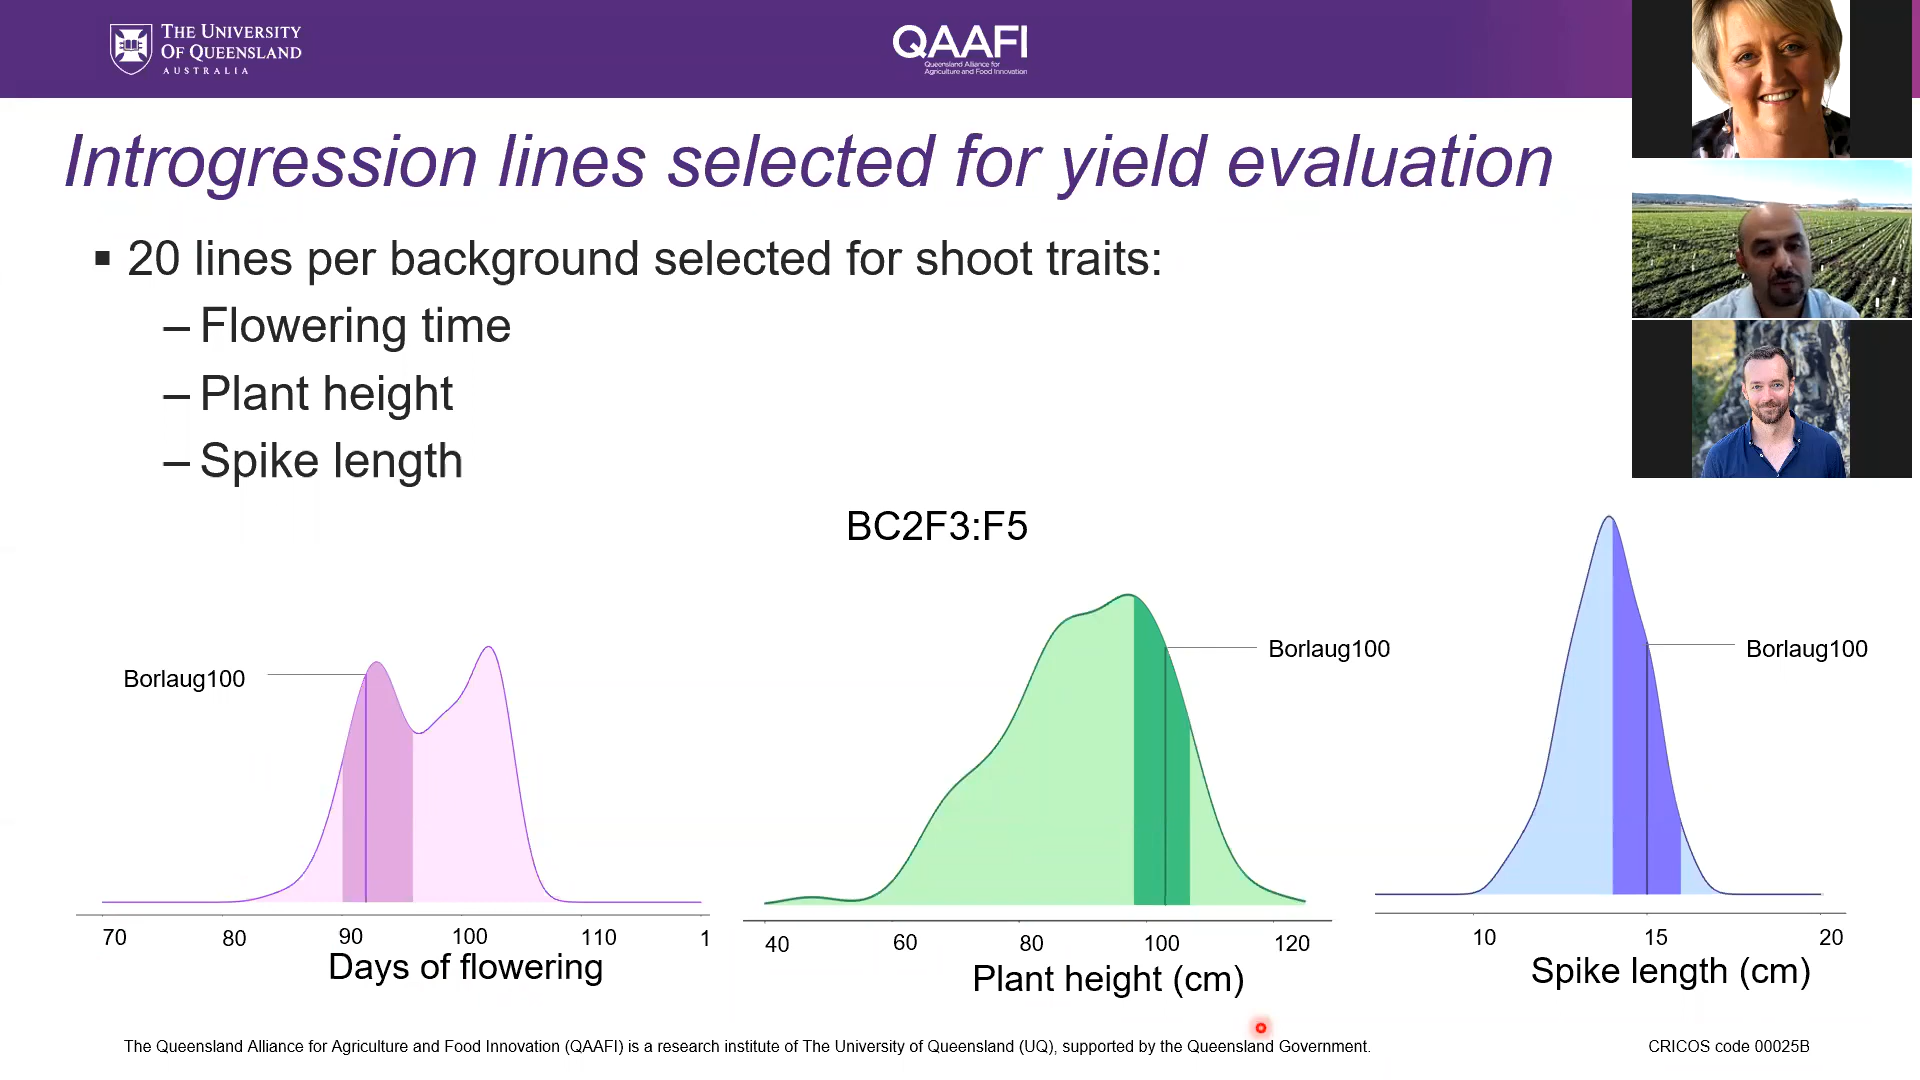 THE UNIVERSITY
OF QUEENSLAND
AUSTRALIA
QAAFI
Queensland Alliance for
Agriculture and Food Innovation
Introgression lines selected for yield evaluation
▪ 20 lines per background selected for shoot traits:
– Flowering time
– Plant height
– Spike length
BC2F3:F5
Borlaug100
70 80 90 100 110 1
Days of flowering
Borlaug100
40 60 80 100 120
Plant height (cm)
Borlaug100
10 15 20
Spike length (cm)
The Queensland Alliance for Agriculture and Food Innovation (QAAFI) is a research institute of The University of Queensland (UQ), supported by the Queensland Government.
CRICOS code 00025B